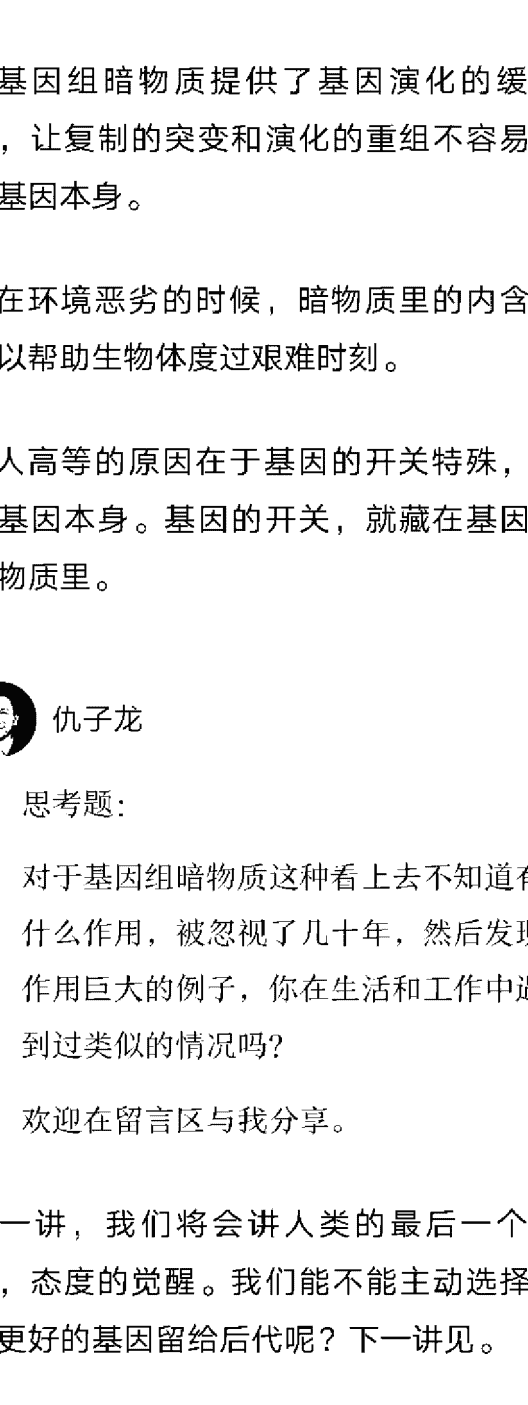 基因组暗物质提供了基因演化的缓
，让复制的突变和演化的重组不容易
基因本身。
在环境恶劣的时候，暗物质里的内含
以帮助生物体度过艰难时刻。
人高等的原因在于基因的开关特殊，
基因本身。基因的开关，就藏在基因
物质里。
仇子龙
思考题：
对于基因组暗物质这种看上去不知道有
什么作用，被忽视了几十年，然后发现
作用巨大的例子，你在生活和工作中遇
到过类似的情况吗？
欢迎在留言区与我分享。
一讲，我们将会讲人类的最后一个
，态度的觉醒。我们能不能主动选择
更好的基因留给后代呢？下一讲见。